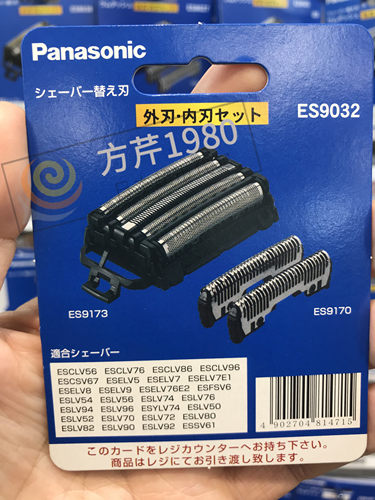 Panasonic
シェーバー替え刃
外刃・内刃セット
ES9032
方芹1980
ES9173
ES9170
適合シェーバー
ESCLV56 ESCLV76 ESCLV86 ESCLV96
ESCSV67 ESELV5 ESELV7 ESELV7E1
ESELV8 ESELV9 ESELV76E2 ESFSV6
ESLV54 ESLV56 ESLV74 ESLV76
ESLV94 ESLV96 ESYLV74 ESLV50
ESLV52 ESLV70 ESLV72 ESLV80
ESLV82 ESLV90 ESLV92 ESSV61
4 902704 814715
このカードをレジカウンターへお持ち下さい。
商品はレジにてお引き渡し致します。